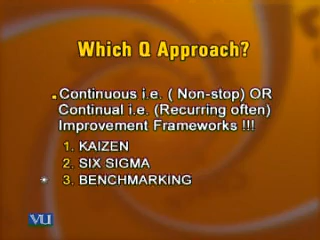 Which Q Approach?
Continuous i.e. ( Non-stop) OR
Continual i.e. (Recurring often)
Improvement Frameworks !!!
1. KAIZEN
2. SIX SIGMA
3. BENCHMARKING
VU